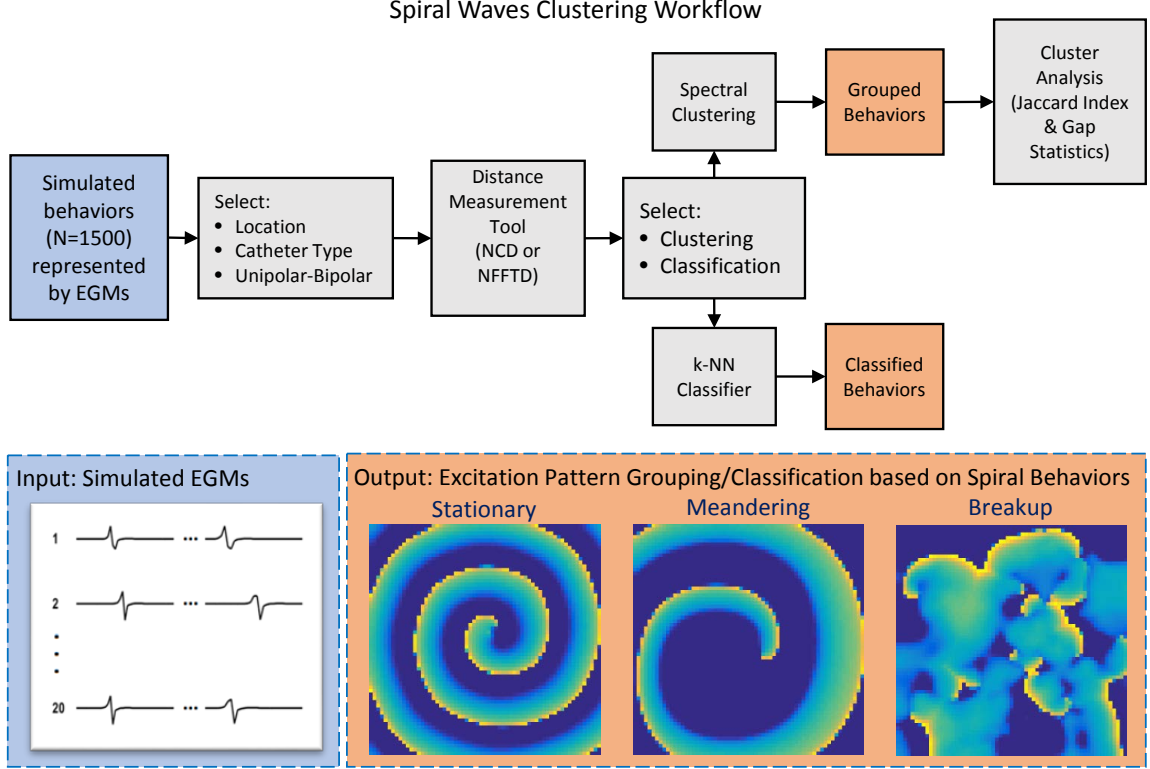 Spiral Waves Clustering Workflow
Simulated
behaviors
(N=1500)
represented
by EGMs
Select:
• Location
• Catheter Type
• Unipolar-Bipolar
Distance
Measurement
Tool
(NCD or
NFFTD)
Select:
• Clustering
• Classification
Spectral
Clustering
Grouped
Behaviors
Cluster
Analysis
(Jaccard Index
& Gap
Statistics)
k-NN
Classifier
Classified
Behaviors
Input: Simulated EGMs
1 ...
2 ...
20 ...
Output: Excitation Pattern Grouping/Classification based on Spiral Behaviors
Stationary
Meandering
Breakup